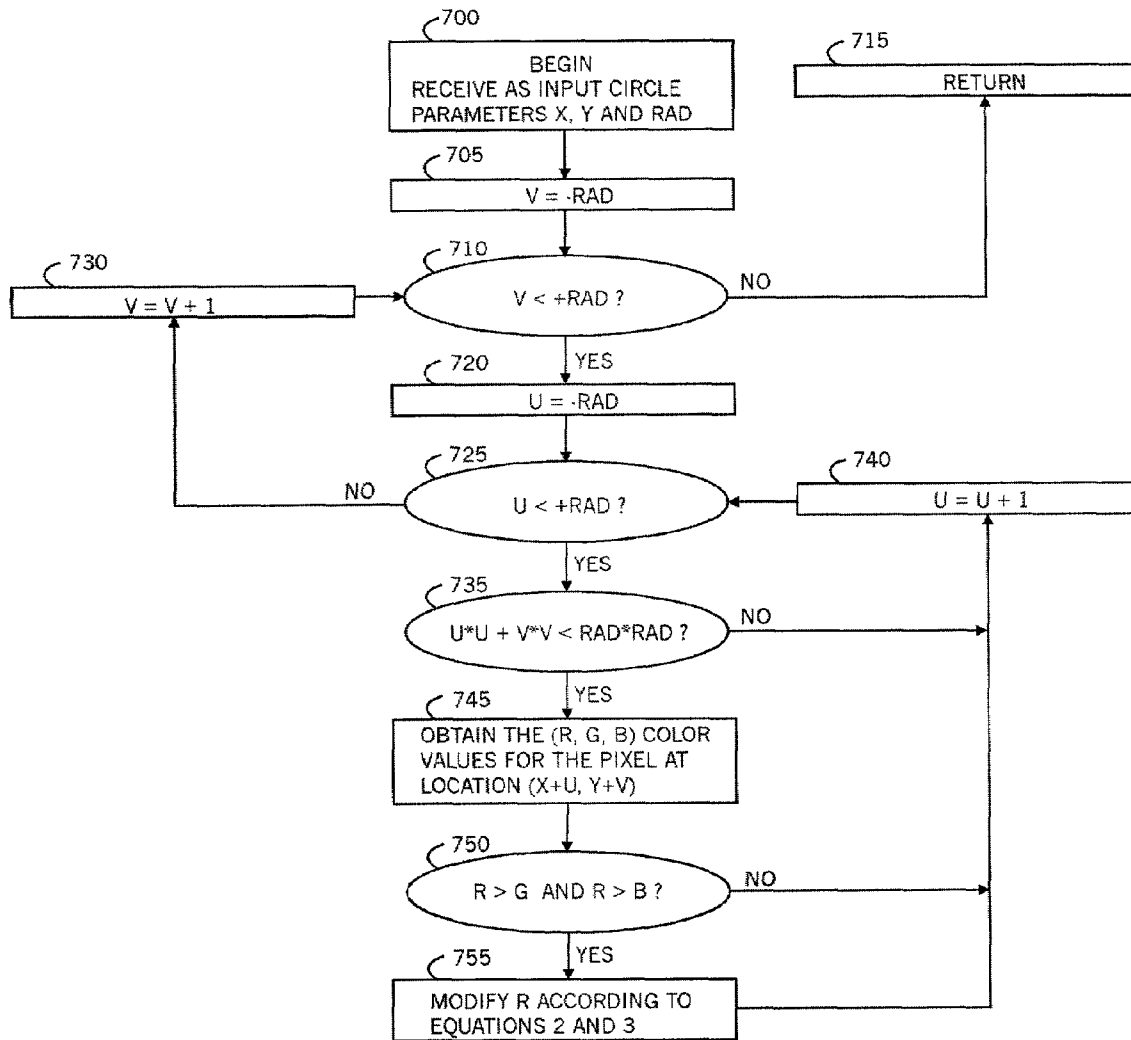 700
BEGIN
RECEIVE AS INPUT CIRCLE
PARAMETERS X, Y AND RAD
715
RETURN
705
V = -RAD
710
V < +RAD ?
NO
730
V = V + 1
YES
720
U = -RAD
725
U < +RAD ?
NO
740
U = U + 1
YES
735
U*U + V*V < RAD*RAD ?
NO
YES
745
OBTAIN THE (R, G, B) COLOR
VALUES FOR THE PIXEL AT
LOCATION (X+U, Y+V)
750
R > G AND R > B ?
NO
YES
755
MODIFY R ACCORDING TO
EQUATIONS 2 AND 3